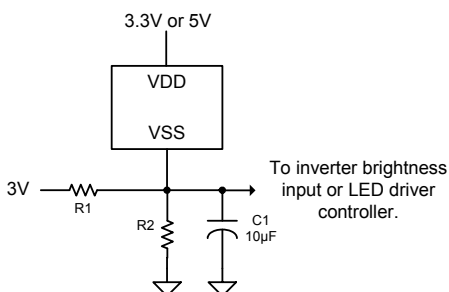 3.3V or 5V
VDD
VSS
3V
R1
R2
C1
10µF
To inverter brightness
input or LED driver
controller.